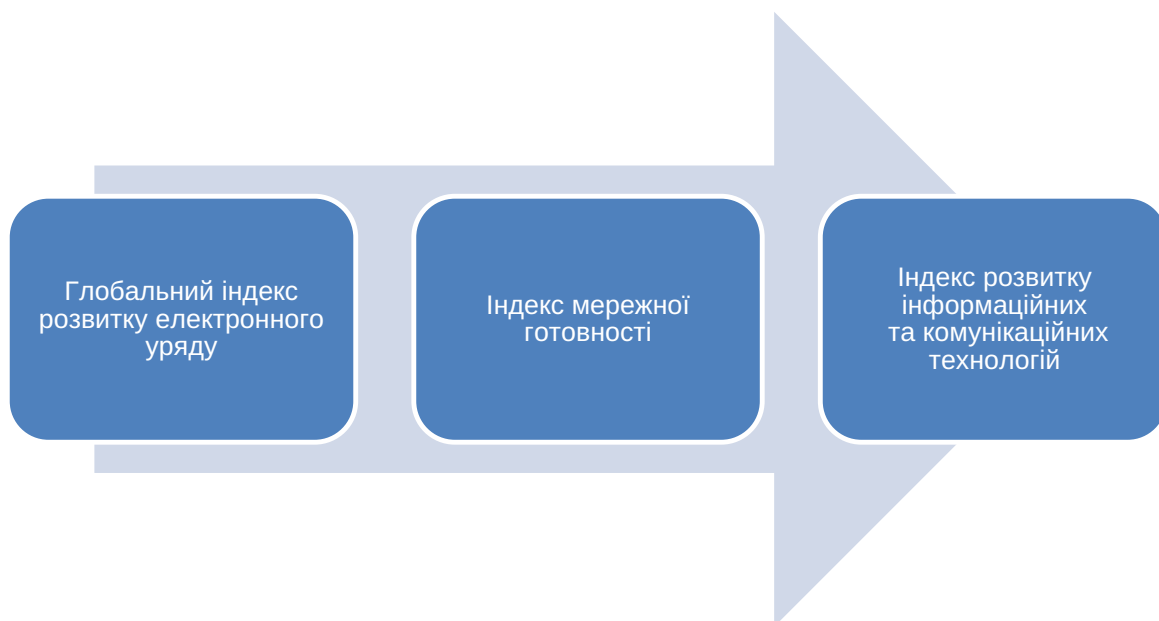 Глобальний індекс
розвитку електронного
уряду
Індекс мережної
готовності
Індекс розвитку
інформаційних
та комунікаційних
технологій